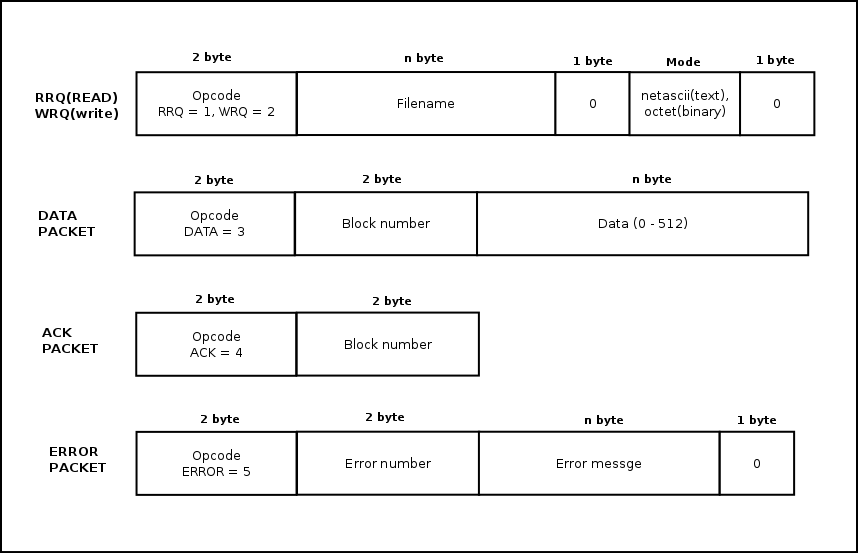 2 byte n byte 1 byte Mode 1 byte
RRQ(READ)
WRQ(write)
Opcode
RRQ = 1, WRQ = 2
Filename
0
netascii(text),
octet(binary)
0
2 byte 2 byte n byte
DATA
PACKET
Opcode
DATA = 3
Block number
Data (0 - 512)
2 byte 2 byte
ACK
PACKET
Opcode
ACK = 4
Block number
2 byte 2 byte n byte 1 byte
ERROR
PACKET
Opcode
ERROR = 5
Error number
Error messge
0